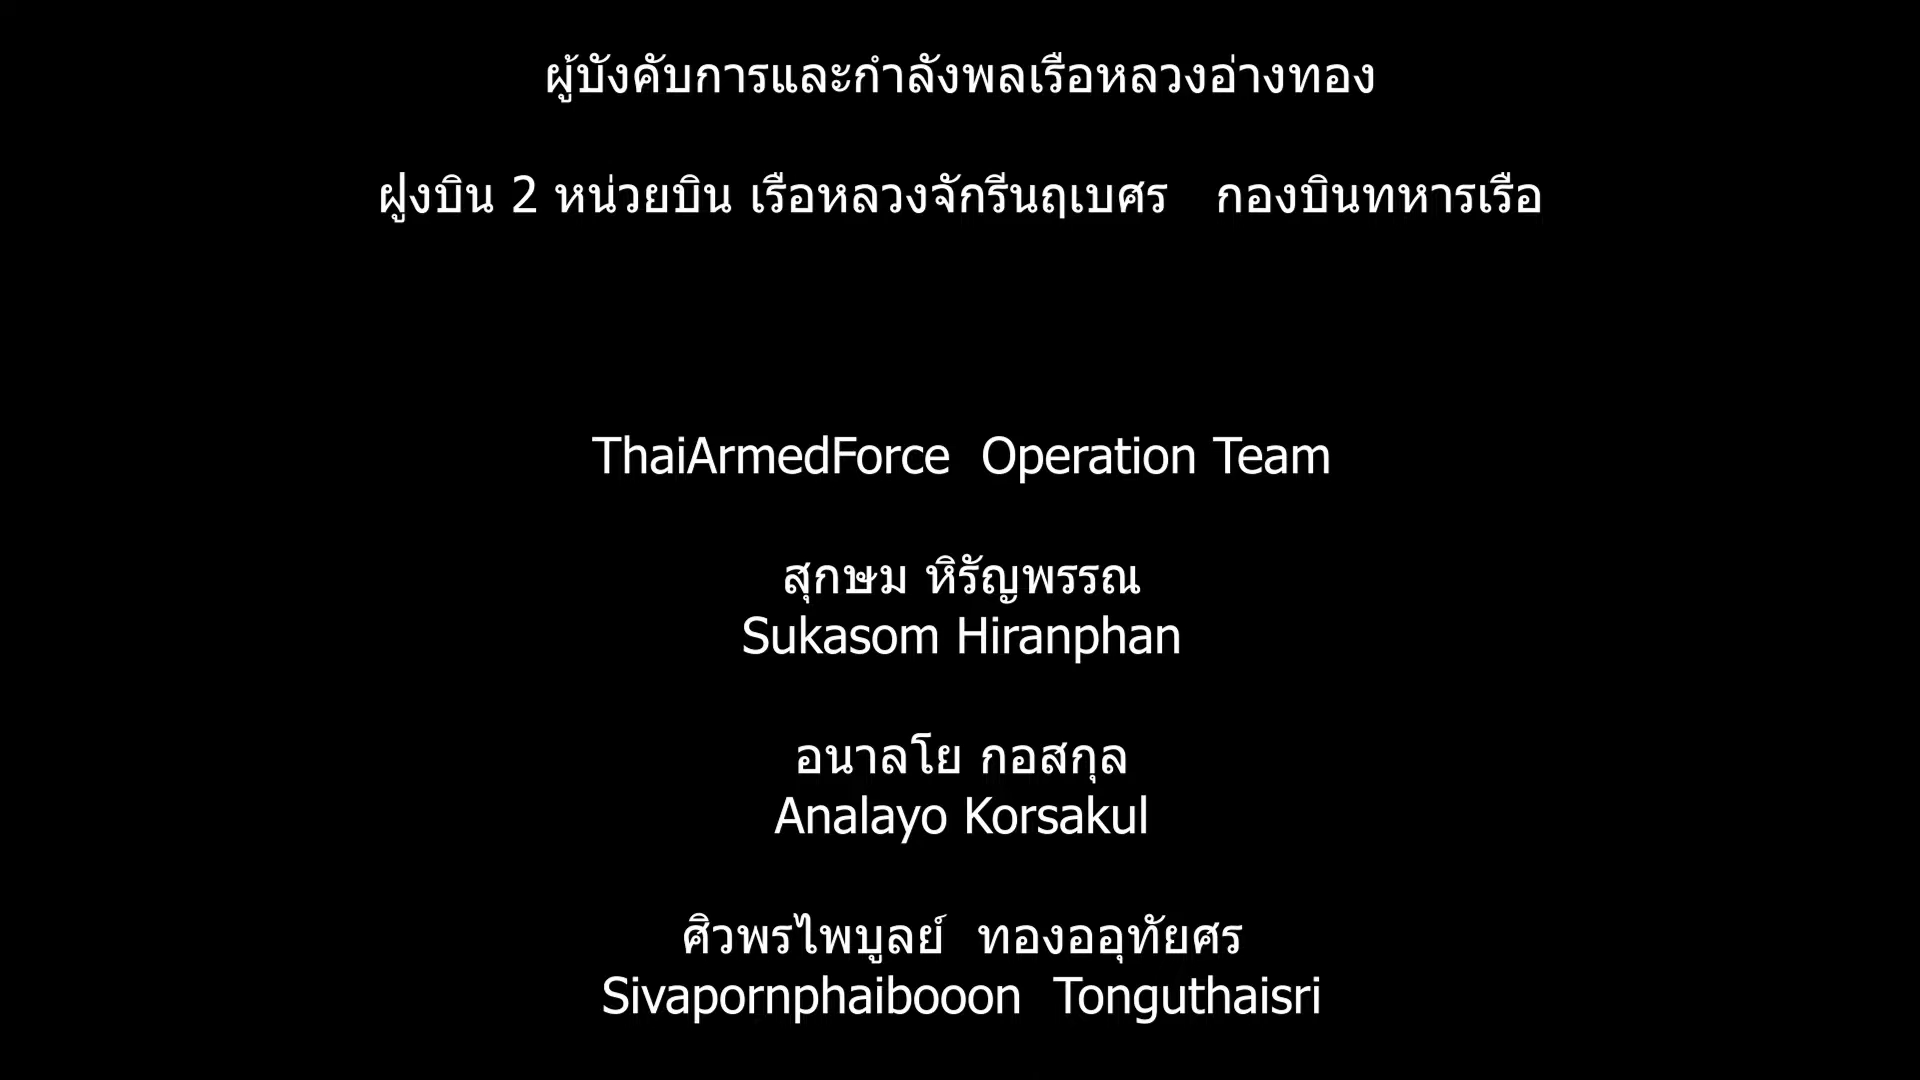 ผู้บังคับการและกำลังพลเรือหลวงอ่างทอง
ฝูงบิน 2 หน่วยบิน เรือหลวงจักรีนฤเบศร กองบินทหารเรือ
ThaiArmedForce Operation Team
สุกษม หิรัญพรรณ
Sukasom Hiranphan
อนาลโย กอสกุล
Analayo Korsakul
ศิวพรไพบูลย์ ทองออุทัยศร
Sivapornphaibooon Tonguthaisri